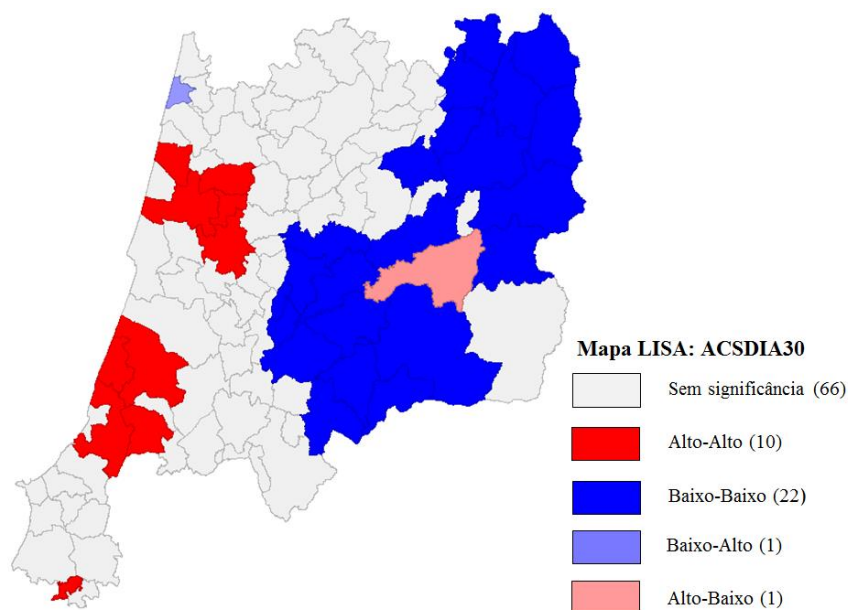 Mapa LISA: ACSDIA30
Sem significância (66)
Alto-Alto (10)
Baixo-Baixo (22)
Baixo-Alto (1)
Alto-Baixo (1)